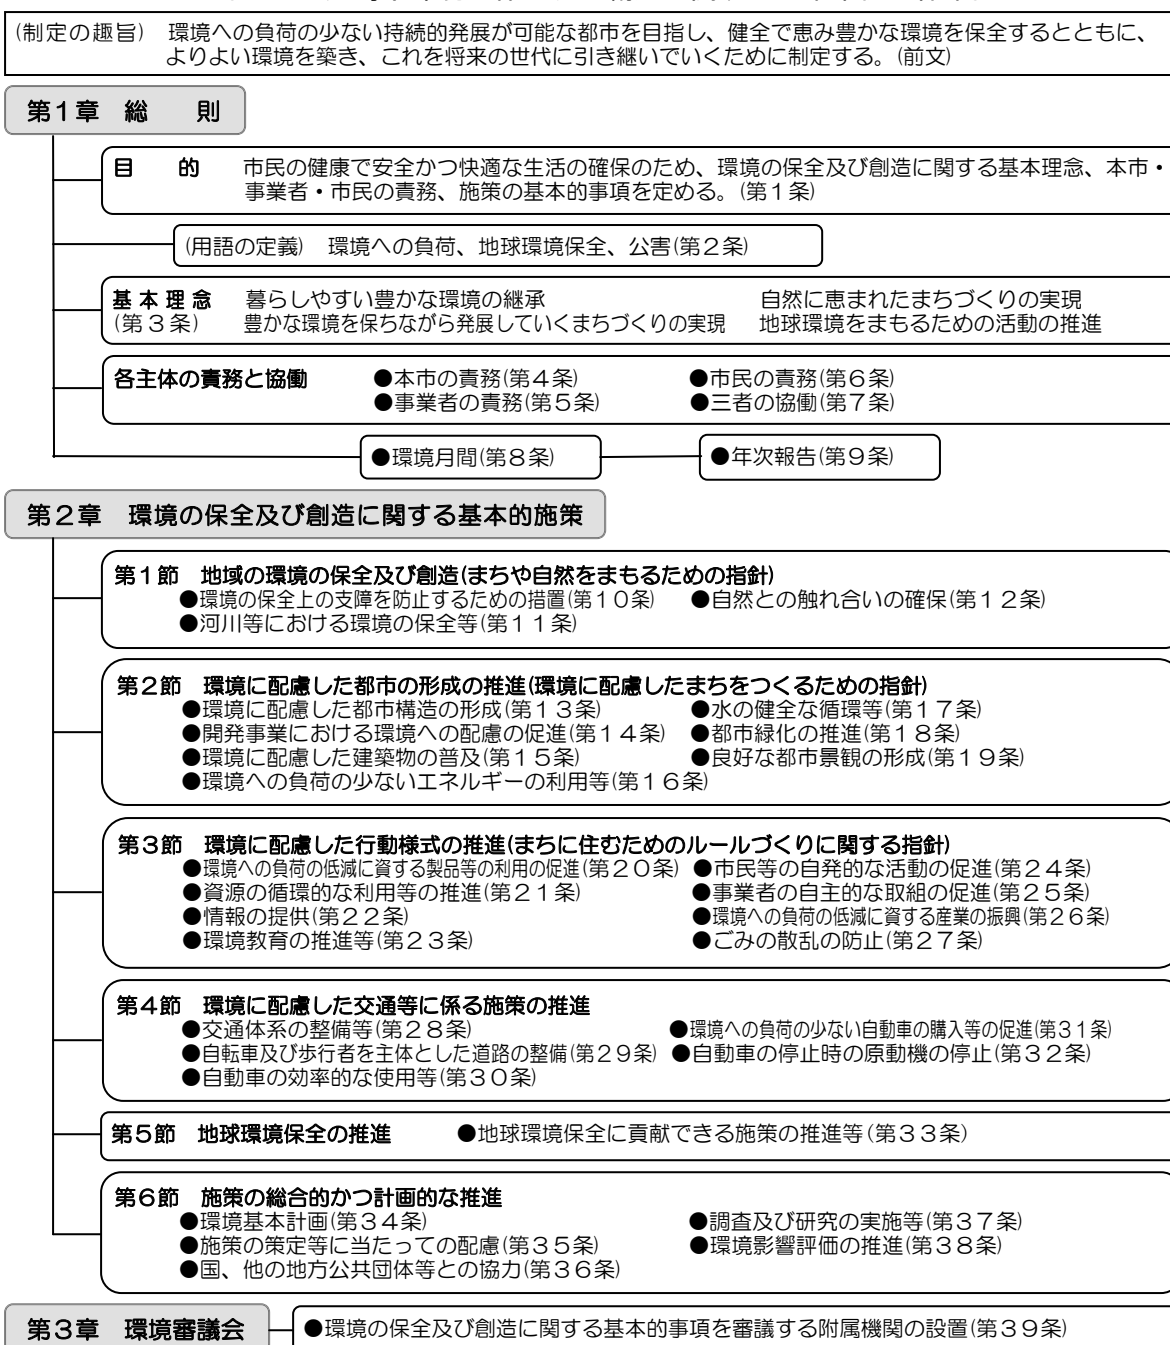 (制定の趣旨)　環境への負荷の少ない持続的発展が可能な都市を目指し、健全で恵み豊かな環境を保全するとともに、
よりよい環境を築き、これを将来の世代に引き継いでいくために制定する。(前文)
第１章　総　　則
目　　的　　市民の健康で安全かつ快適な生活の確保のため、環境の保全及び創造に関する基本理念、本市・
事業者・市民の責務、施策の基本的事項を定める。(第１条)
(用語の定義)　環境への負荷、地球環境保全、公害(第２条)
基本理念　暮らしやすい豊かな環境の継承　自然に恵まれたまちづくりの実現
(第３条)　豊かな環境を保ちながら発展していくまちづくりの実現　地球環境をまもるための活動の推進
各主体の責務と協働　●本市の責務(第４条)　●市民の責務(第６条)
●事業者の責務(第５条)　●三者の協働(第７条)
●環境月間(第８条)　●年次報告(第９条)
第２章　環境の保全及び創造に関する基本的施策
第１節　地域の環境の保全及び創造(まちや自然をまもるための指針)
●環境の保全上の支障を防止するための措置(第１０条)　●自然との触れ合いの確保(第１２条)
●河川等における環境の保全等(第１１条)
第２節　環境に配慮した都市の形成の推進(環境に配慮したまちをつくるための指針)
●環境に配慮した都市構造の形成(第１３条)　●水の健全な循環等(第１７条)
●開発事業における環境への配慮の促進(第１４条)　●都市緑化の推進(第１８条)
●環境に配慮した建築物の普及(第１５条)　●良好な都市景観の形成(第１９条)
●環境への負荷の少ないエネルギーの利用等(第１６条)
第３節　環境に配慮した行動様式の推進(まちに住むためのルールづくりに関する指針)
●環境への負荷の低減に資する製品等の利用の促進(第２０条)　●市民等の自発的な活動の促進(第２４条)
●資源の循環的な利用等の推進(第２１条)　●事業者の自主的な取組の促進(第２５条)
●情報の提供(第２２条)　●環境への負荷の低減に資する産業の振興(第２６条)
●環境教育の推進等(第２３条)　●ごみの散乱の防止(第２７条)
第４節　環境に配慮した交通等に係る施策の推進
●交通体系の整備等(第２８条)　●環境への負荷の少ない自動車の購入等の促進(第３１条)
●自転車及び歩行者を主体とした道路の整備(第２９条)　●自動車の停止時の原動機の停止(第３２条)
●自動車の効率的な使用等(第３０条)
第５節　地球環境保全の推進　●地球環境保全に貢献できる施策の推進等(第３３条)
第６節　施策の総合的かつ計画的な推進
●環境基本計画(第３４条)　●調査及び研究の実施等(第３７条)
●施策の策定等に当たっての配慮(第３５条)　●環境影響評価の推進(第３８条)
●国、他の地方公共団体等との協力(第３６条)
第３章　環境審議会　●環境の保全及び創造に関する基本的事項を審議する附属機関の設置(第３９条)